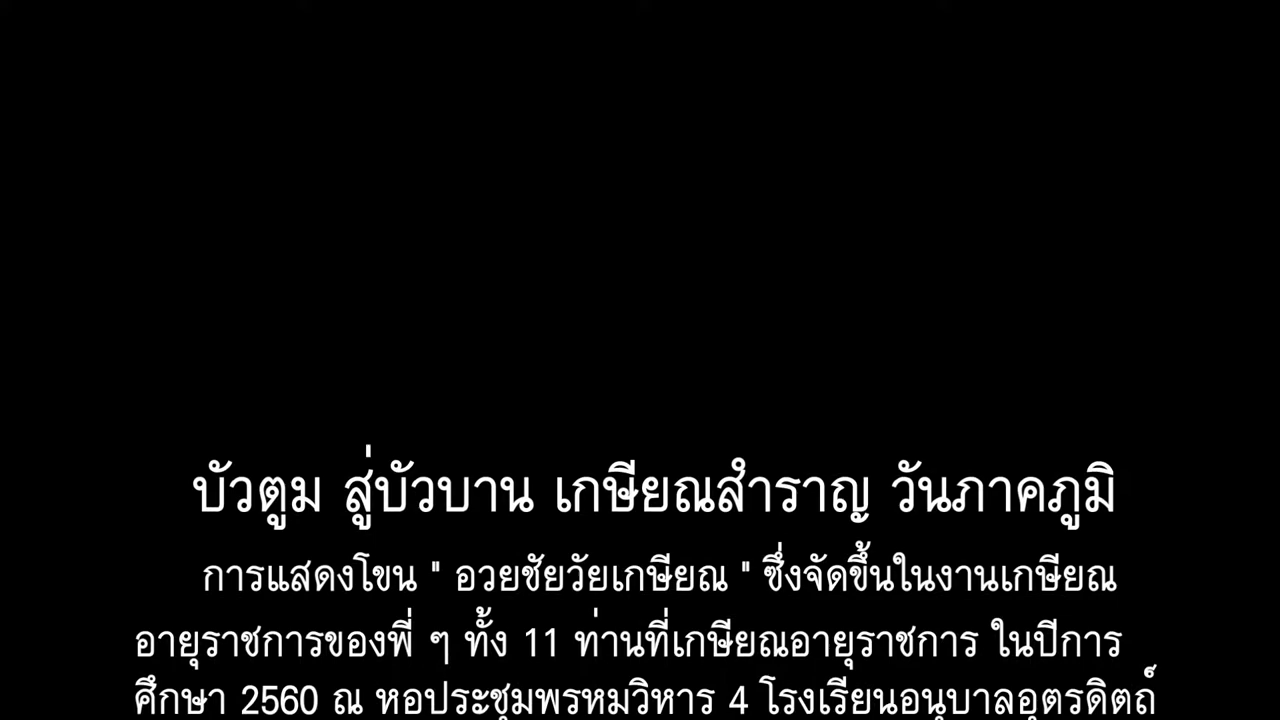 บัวตูม สู่บัวบาน เกษียณสำราญ วันภาคภูมิ
การแสดงโขน " อวยชัยวัยเกษียณ " ซึ่งจัดขึ้นในงานเกษียณ
อายุราชการของพี่ ๆ ทั้ง 11 ท่านที่เกษียณอายุราชการ ในปีการ
ศึกษา 2560 ณ หอประชุมพรหมวิหาร 4 โรงเรียนอนุบาลอุตรดิตถ์